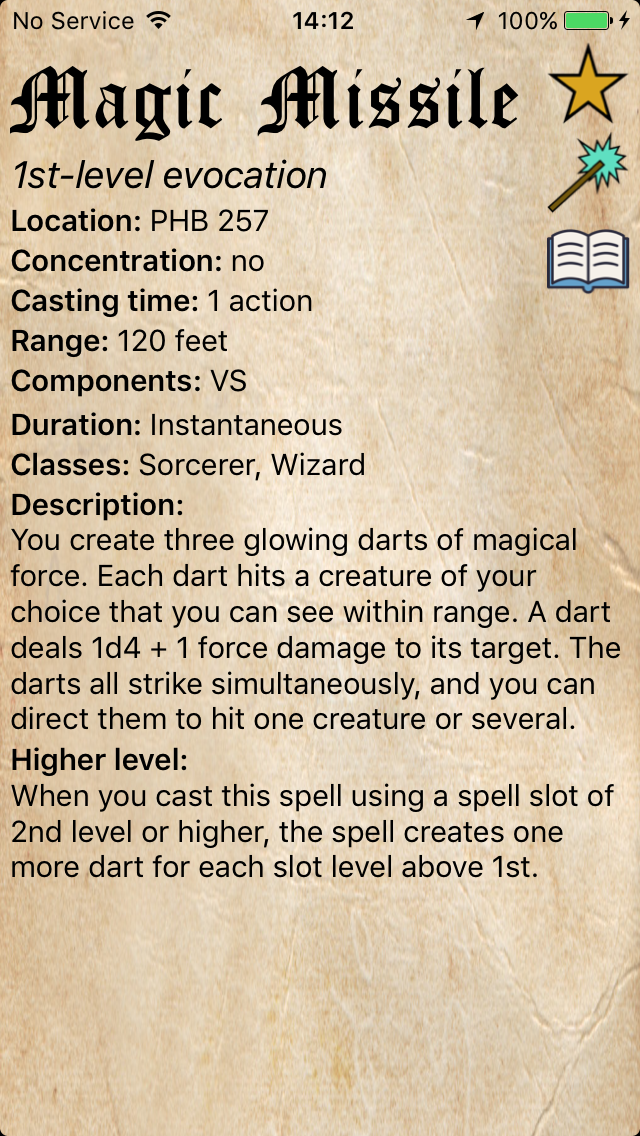 No Service 14:12 100%
Magic Missile
1st-level evocation
Location: PHB 257
Concentration: no
Casting time: 1 action
Range: 120 feet
Components: VS
Duration: Instantaneous
Classes: Sorcerer, Wizard
Description:
You create three glowing darts of magical
force. Each dart hits a creature of your
choice that you can see within range. A dart
deals 1d4 + 1 force damage to its target. The
darts all strike simultaneously, and you can
direct them to hit one creature or several.
Higher level:
When you cast this spell using a spell slot of
2nd level or higher, the spell creates one
more dart for each slot level above 1st.